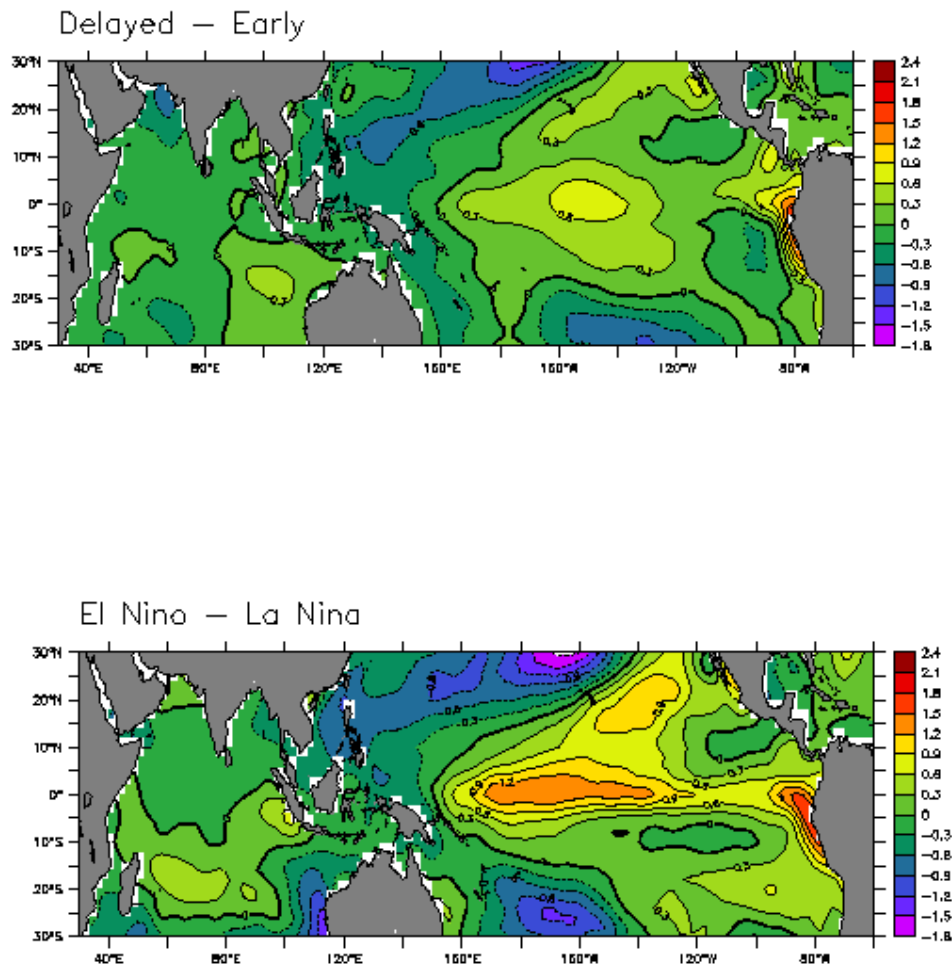 Delayed – Early
30°N
20°N
10°N
0°
10°S
20°S
30°S
40°E
80°E
120°E
160°E
160°W
120°W
80°W
2.4
2.1
1.8
1.5
1.2
0.9
0.6
0.3
0
-0.3
-0.6
-0.9
-1.2
-1.5
-1.8
El Nino – La Nina
30°N
20°N
10°N
0°
10°S
20°S
30°S
40°E
80°E
120°E
160°E
160°W
120°W
80°W
2.4
2.1
1.8
1.5
1.2
0.9
0.6
0.3
0
-0.3
-0.6
-0.9
-1.2
-1.5
-1.8